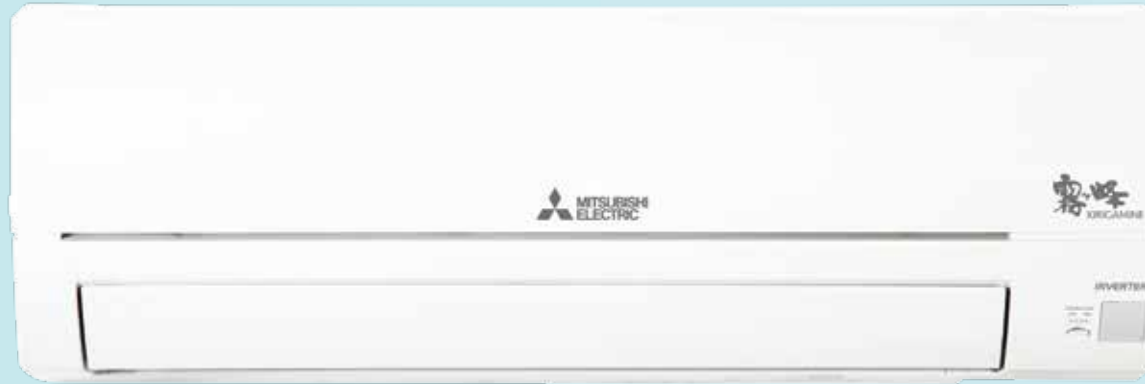 MITSUBISHI
ELECTRIC
霧ヶ峰
KIRIGAMINE
INVERTER